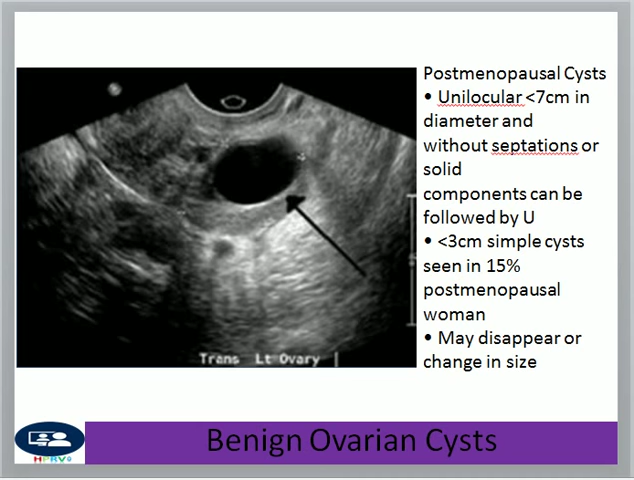 Postmenopausal Cysts
• Unilocular <7cm in
diameter and
without septations or
solid
components can be
followed by U
• <3cm simple cysts
seen in 15%
postmenopausal
woman
• May disappear or
change in size
Trans Lt Ovary
HPRV
Benign Ovarian Cysts